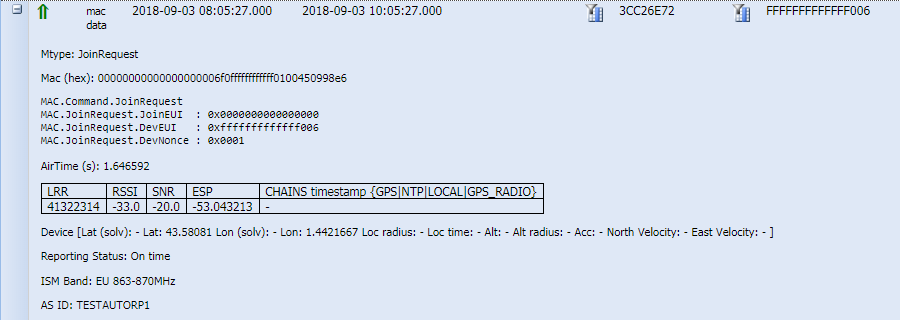 mac data 2018-09-03 08:05:27.000 2018-09-03 10:05:27.000 3CC26E72 FFFFFFFFFFFFF006
Mtype: JoinRequest
Mac (hex): 00000000000000000006f0ffffffffffff0100450998e6
MAC.Command.JoinRequest
MAC.JoinRequest.JoinEUI : 0x0000000000000000
MAC.JoinRequest.DevEUI : 0xfffffffffffff006
MAC.JoinRequest.DevNonce : 0x0001
AirTime (s): 1.646592
LRR RSSI SNR ESP CHAINS timestamp {GPS|NTP|LOCAL|GPS_RADIO}
41322314 -33.0 -20.0 -53.043213 -
Device [Lat (solv): - Lat: 43.58081 Lon (solv): - Lon: 1.4421667 Loc radius: - Loc time: - Alt: - Alt radius: - Acc: - North Velocity: - East Velocity: - ]
Reporting Status: On time
ISM Band: EU 863-870MHz
AS ID: TESTAUTORP1